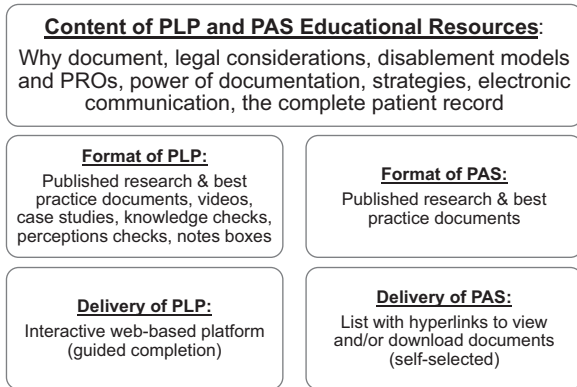 Content of PLP and PAS Educational Resources:
Why document, legal considerations, disablement models
and PROs, power of documentation, strategies, electronic
communication, the complete patient record
Format of PLP:
Published research & best
practice documents, videos,
case studies, knowledge checks,
perceptions checks, notes boxes
Format of PAS:
Published research & best
practice documents
Delivery of PLP:
Interactive web-based platform
(guided completion)
Delivery of PAS:
List with hyperlinks to view
and/or download documents
(self-selected)